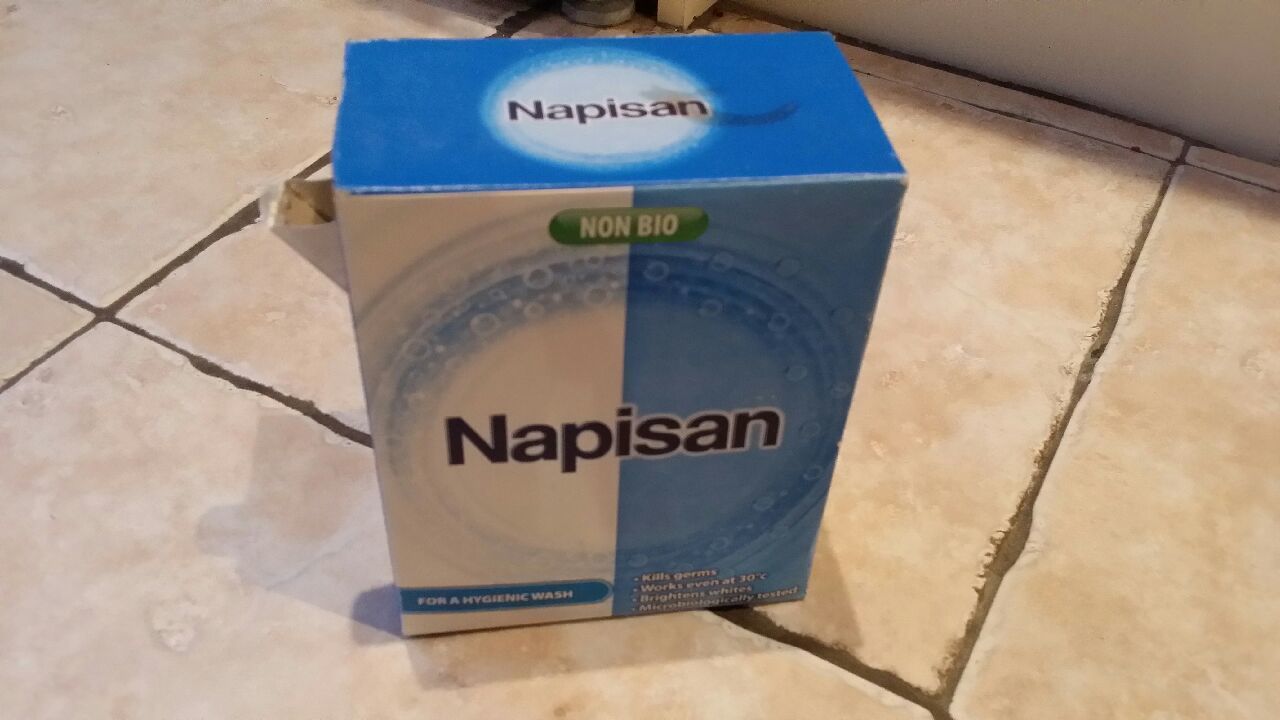 Napisan
NON BIO
Napisan
FOR A HYGIENIC WASH
• Kills germs
• Works even at 30°c
• Brightens whites
• Microbiologically tested